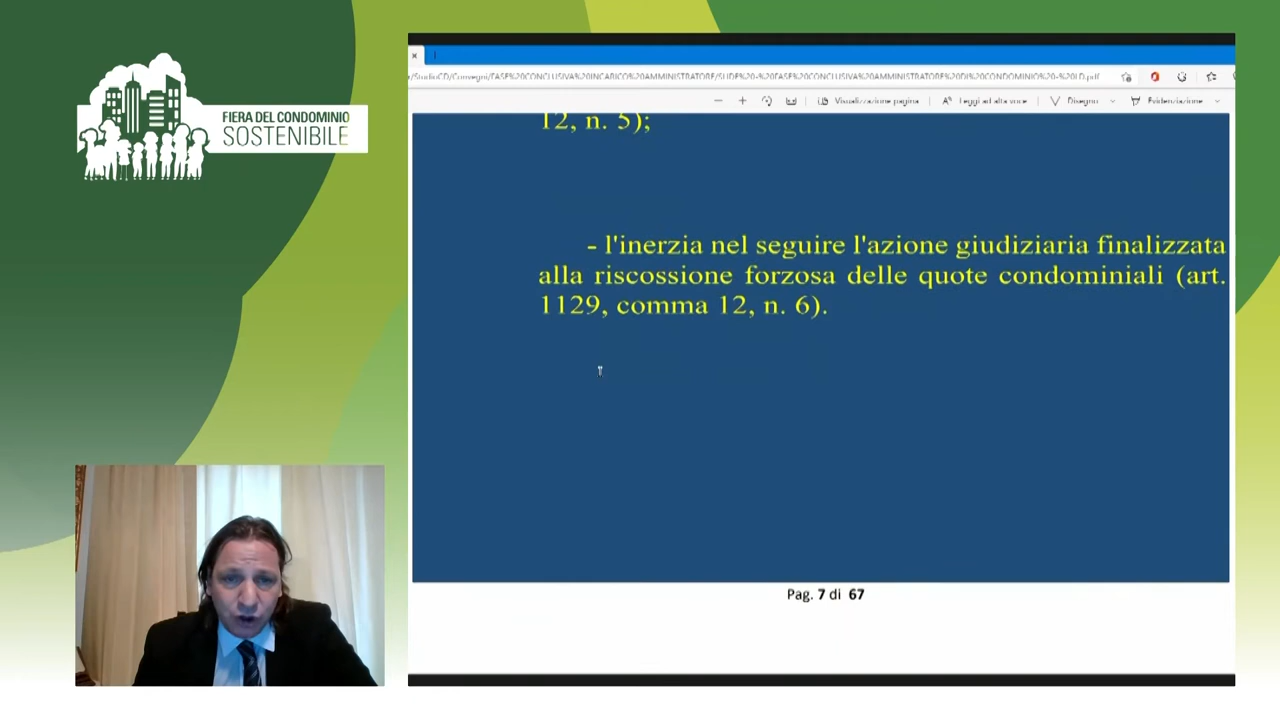 FIERA DEL CONDOMINIO
SOSTENIBILE
Visualizzazione pagina
Leggi ad alta voce
Disegno
Evidenziazione
12, n. 5);
- l'inerzia nel seguire l'azione giudiziaria finalizzata
alla riscossione forzosa delle quote condominiali (art.
1129, comma 12, n. 6).
Pag. 7 di 67